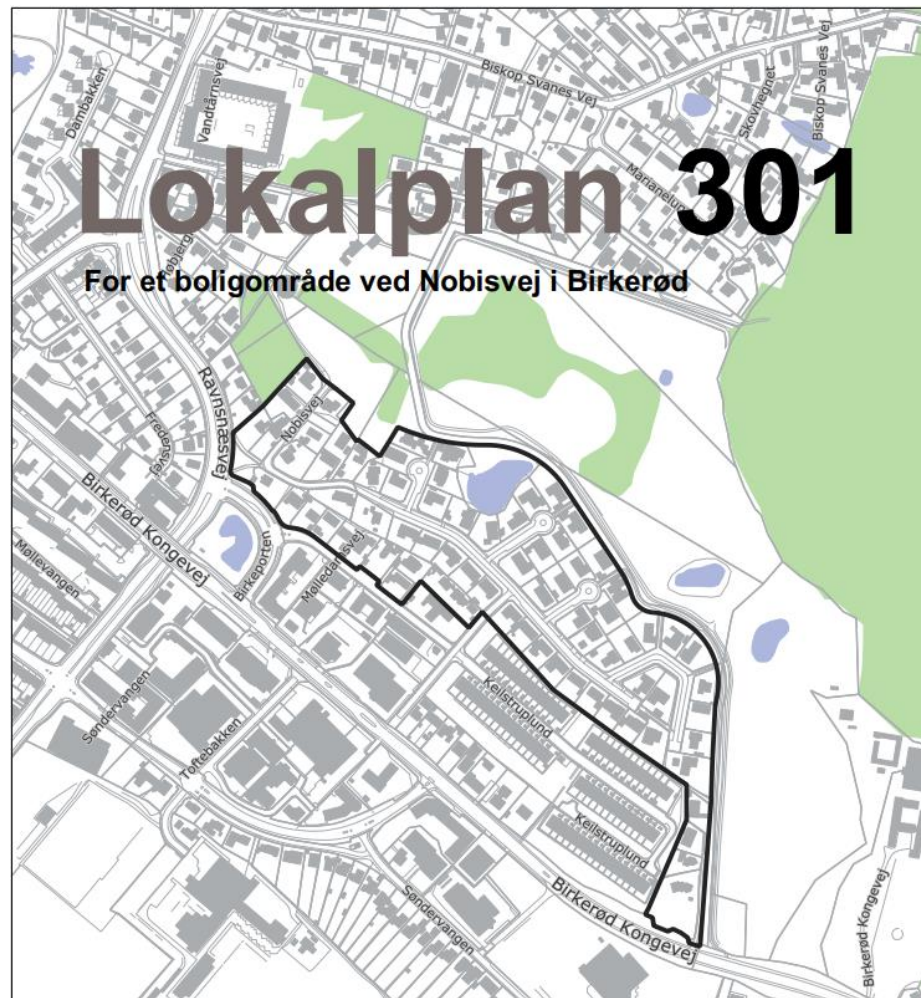 Biskop Svanes Vej
Dambakken
Vandtårnsvej
Skovhegnet
Biskop Svanes Vej
Lokalplan 301
For et boligområde ved Nobisvej i Birkerød
Ravnsnæsvej
Nobisvej
Fredensvej
Birkerød Kongevej
Møllevangen
Birkeporten
Mølledamsvej
Søndervangen
Toftebakken
Keilstruplund
Keilstruplund
Søndervangen
Birkerød Kongevej
Birkerød Kongevej